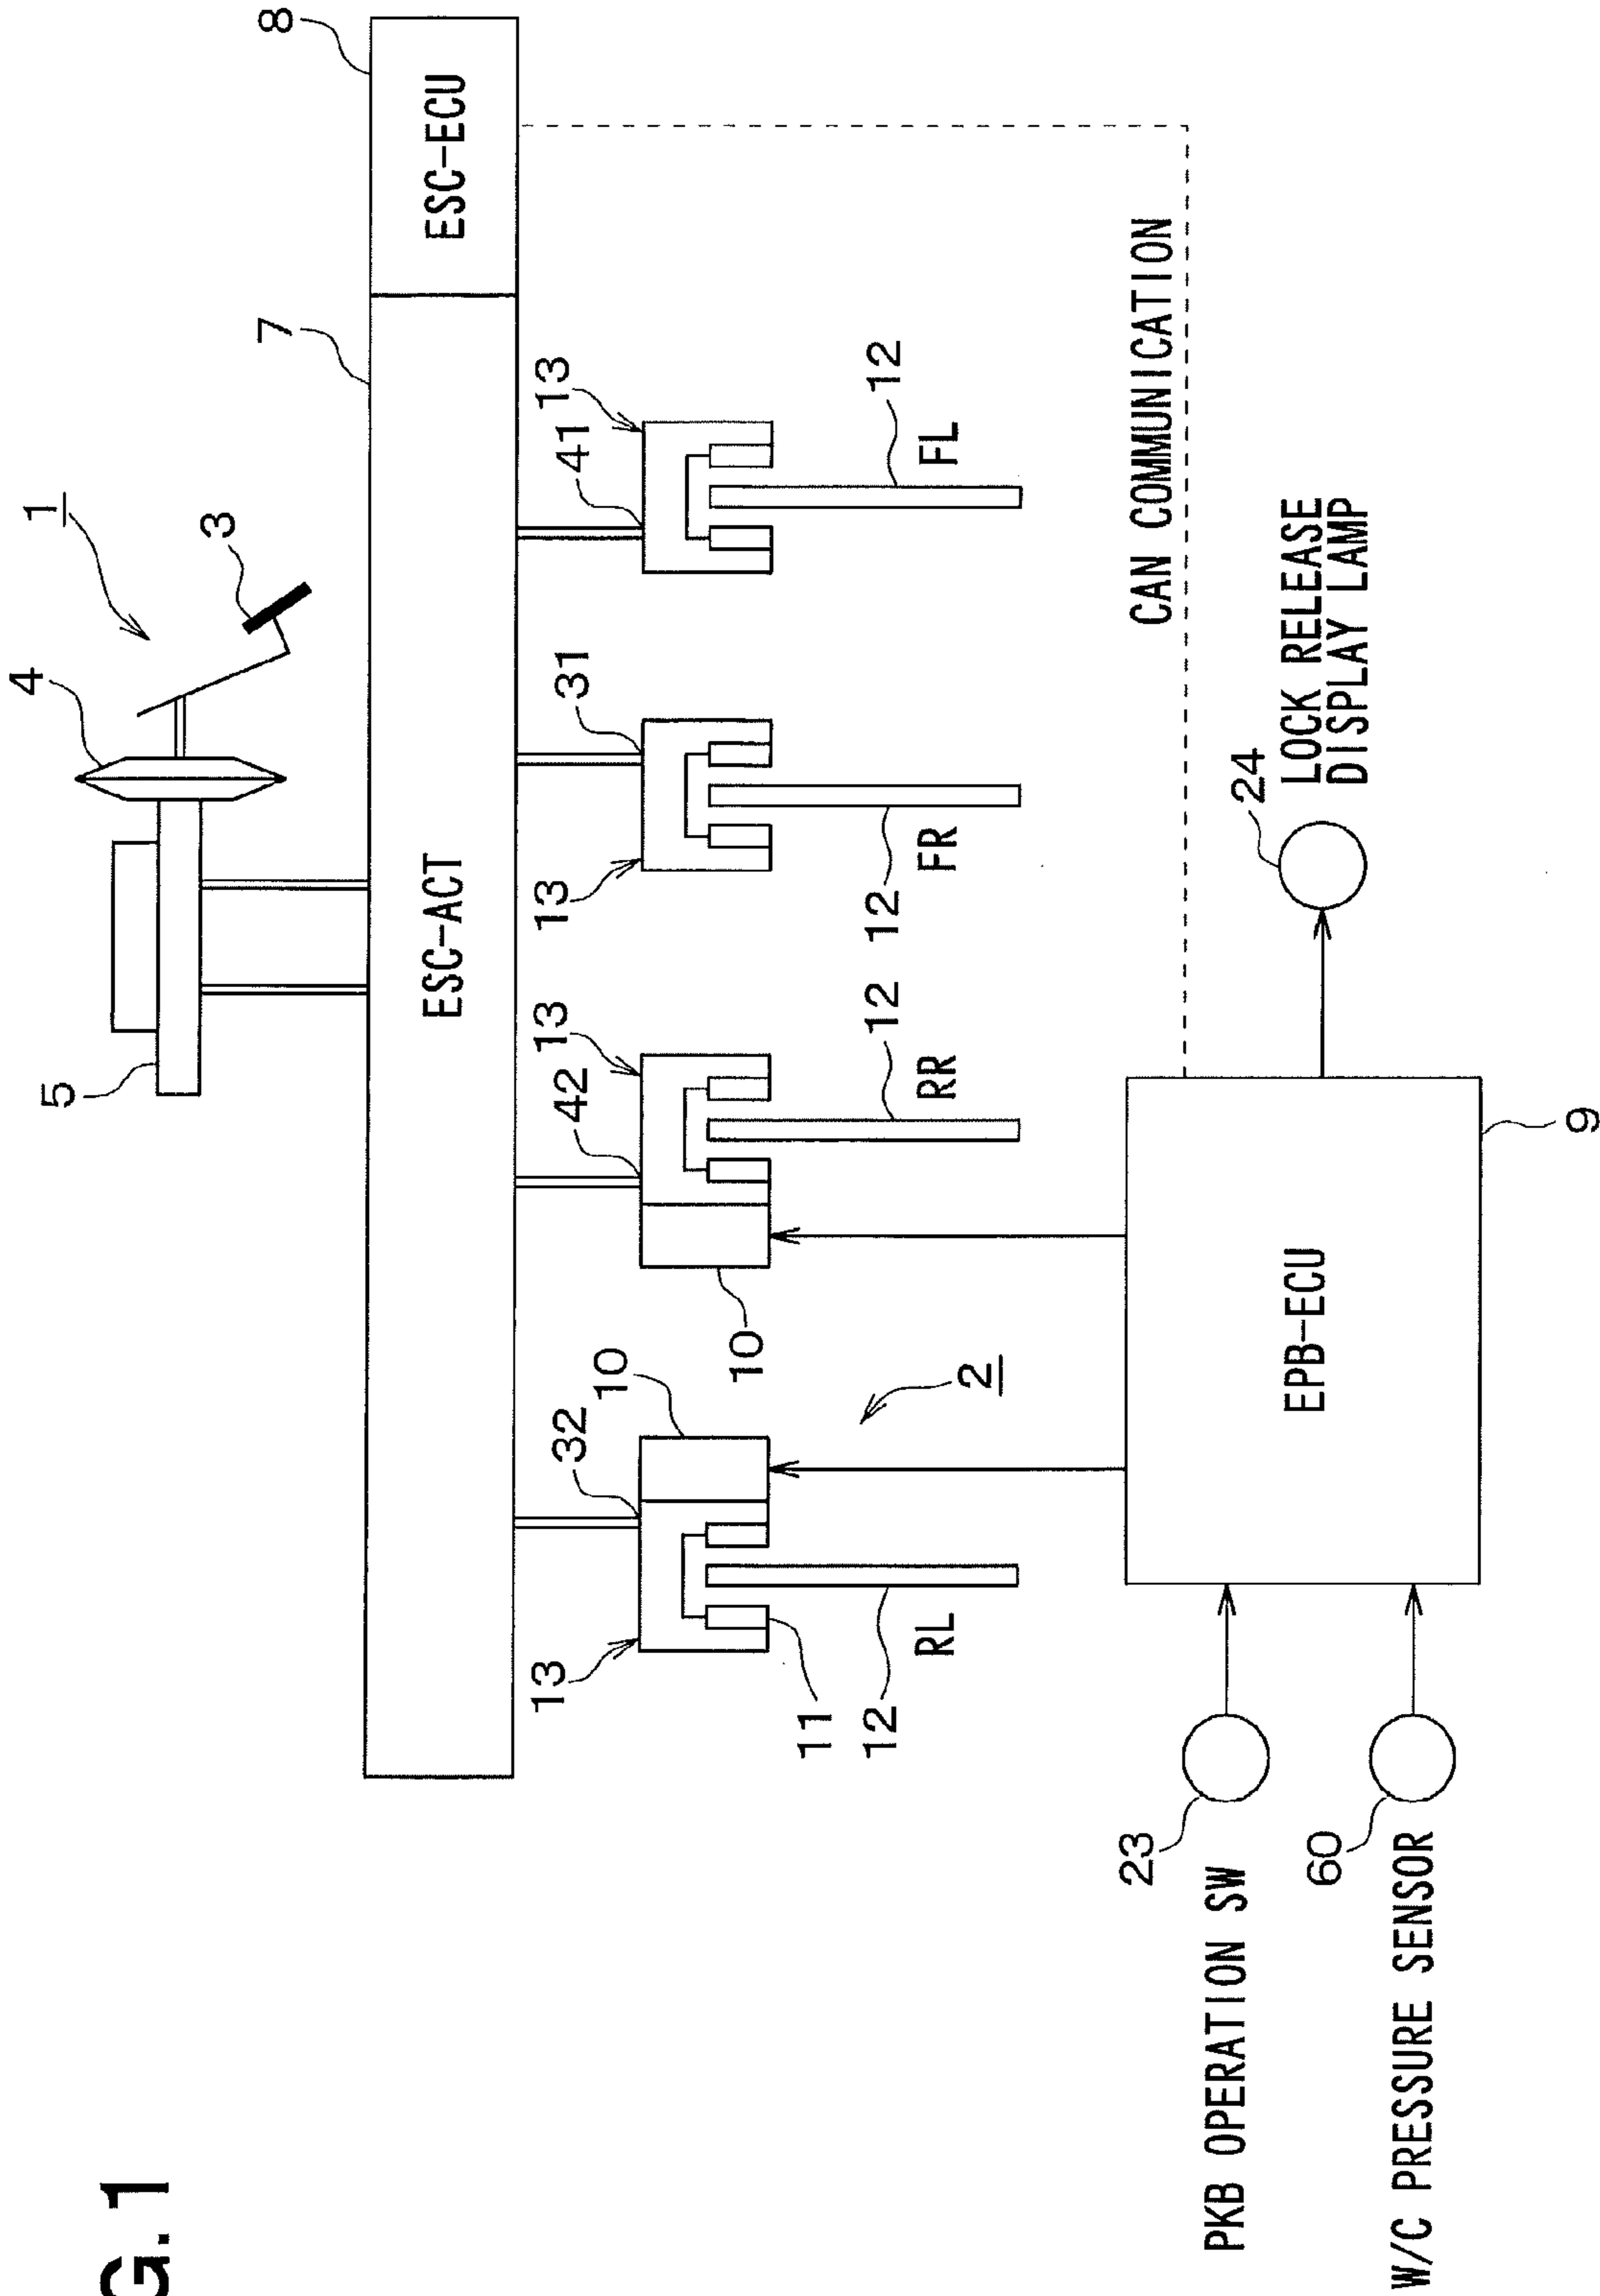 G. 1
1
3
4
5
7
8
ESC-ACT
ESC-ECU
13
32
10
11
12
RL
42
13
10
12
RR
31
13
12
FR
41
13
12
FL
2
CAN COMMUNICATION
EPB-ECU
9
23
PKB OPERATION SW
60
W/C PRESSURE SENSOR
24
LOCK RELEASE
DISPLAY LAMP